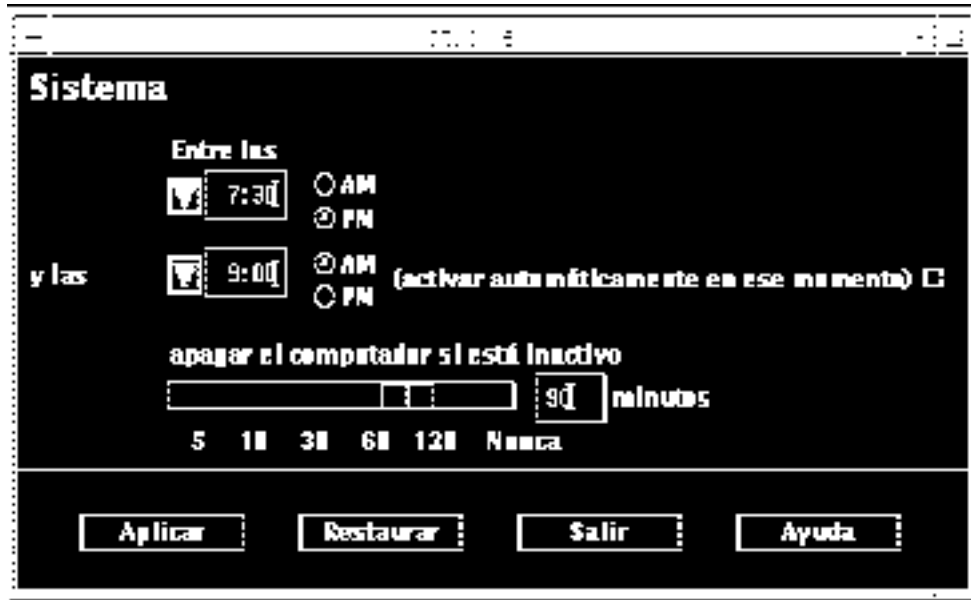 Sistema
Entre las
7:30
AM
PM
y las
9:00
AM
PM
(activar automáticamente en ese momento)
apagar el computador si está inactivo
90 minutos
5 10 30 60 120 Nunca
Aplicar Restaurar Salir Ayuda